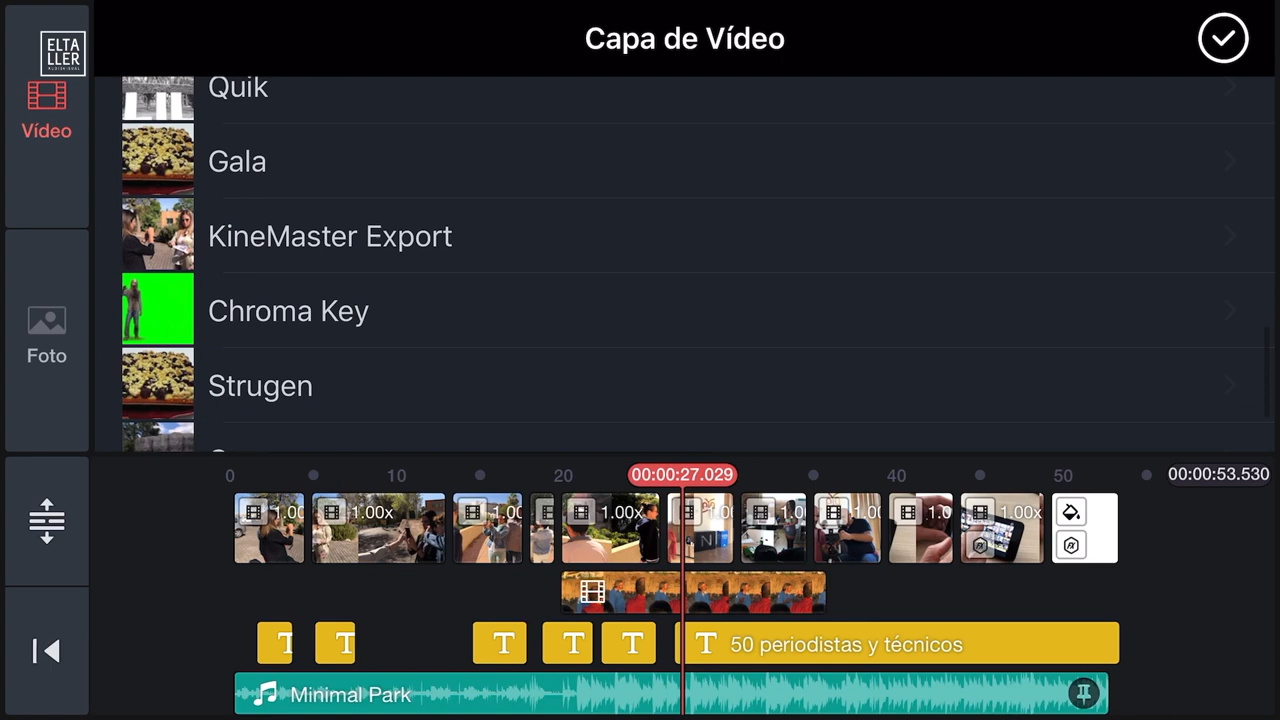 Capa de Vídeo
ELTA
LLER
AUDIOVISUAL
Vídeo
Foto
Quik
Gala
KineMaster Export
Chroma Key
Strugen
0
10
20
00:00:27.029
40
50
00:00:53.530
1.00x
1.00x
1.00x
T
T
T
T
T
T 50 periodistas y técnicos
Minimal Park